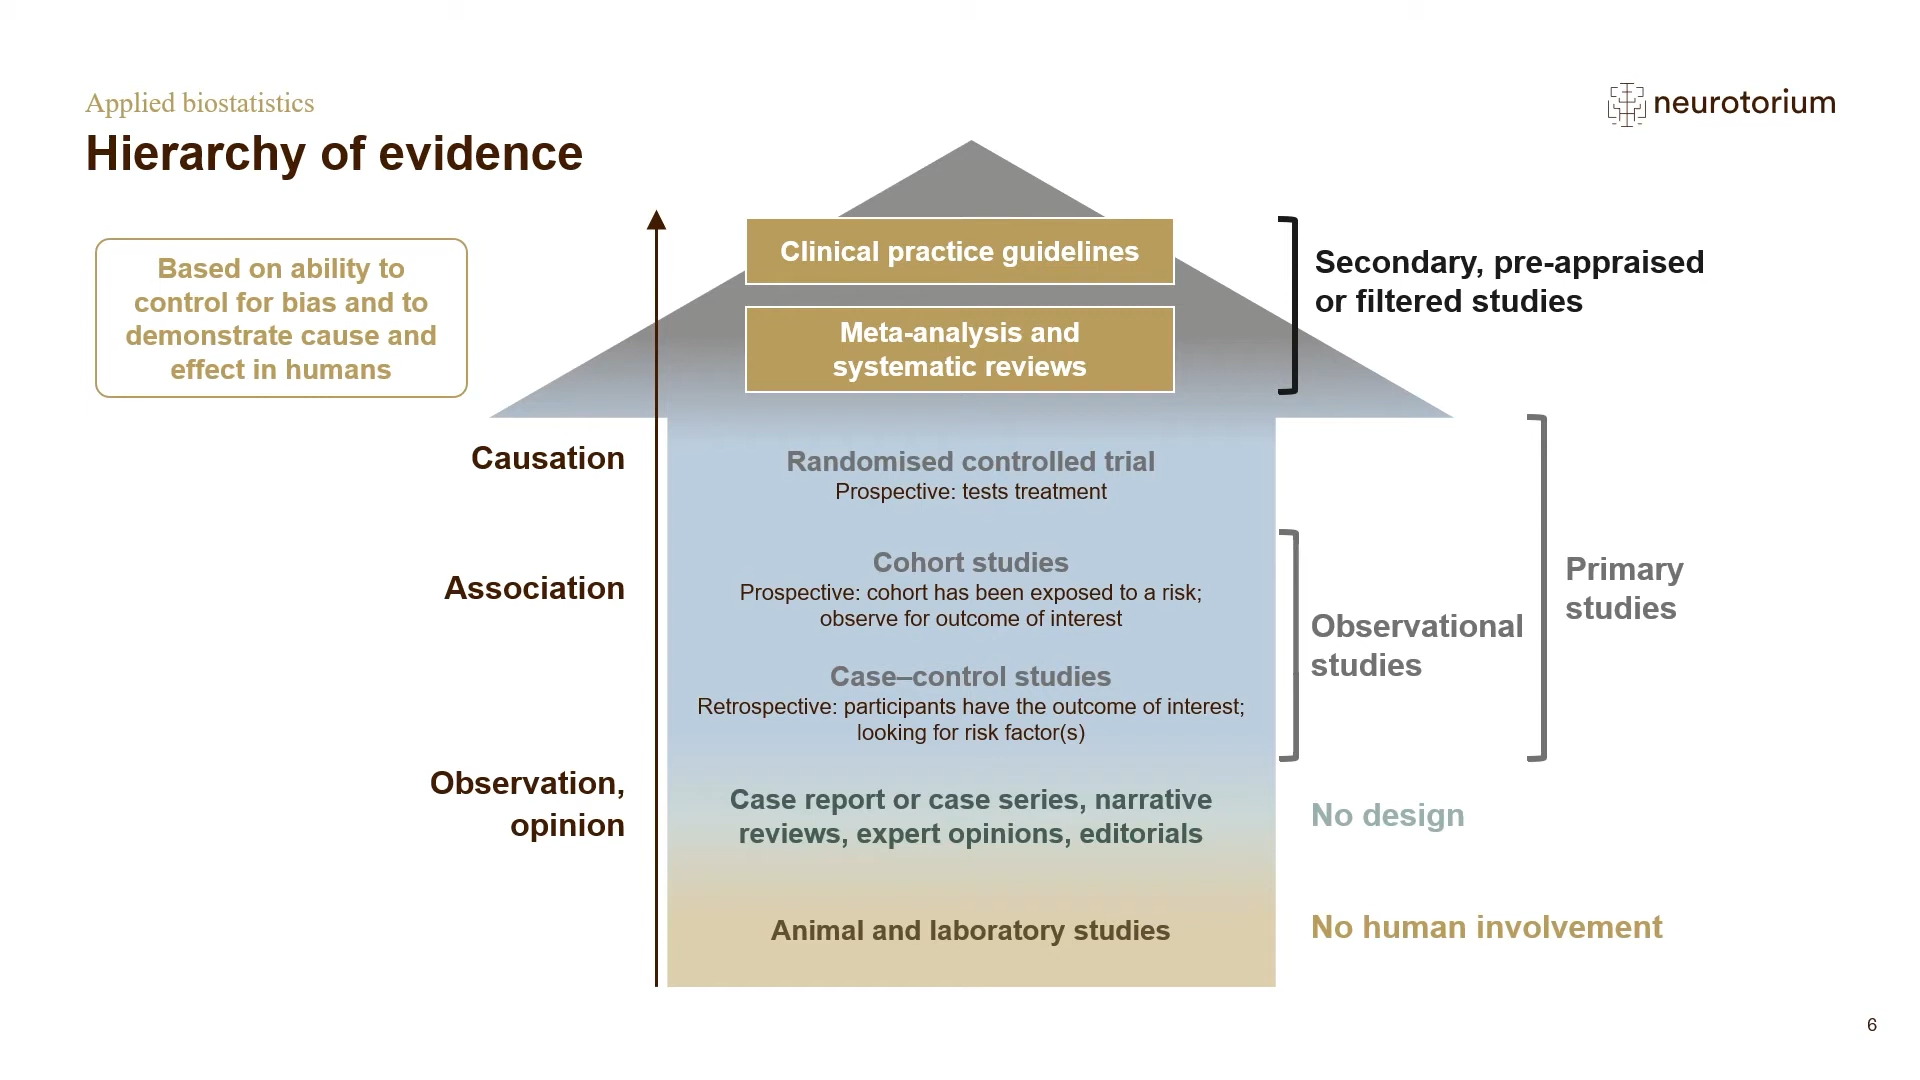 Applied biostatistics
Hierarchy of evidence
neurotorium
Based on ability to
control for bias and to
demonstrate cause and
effect in humans
Clinical practice guidelines
Meta-analysis and
systematic reviews
Secondary, pre-appraised
or filtered studies
Causation
Randomised controlled trial
Prospective: tests treatment
Association
Cohort studies
Prospective: cohort has been exposed to a risk;
observe for outcome of interest
Case–control studies
Retrospective: participants have the outcome of interest;
looking for risk factor(s)
Observational
studies
Primary
studies
Observation,
opinion
Case report or case series, narrative
reviews, expert opinions, editorials
No design
Animal and laboratory studies
No human involvement
6